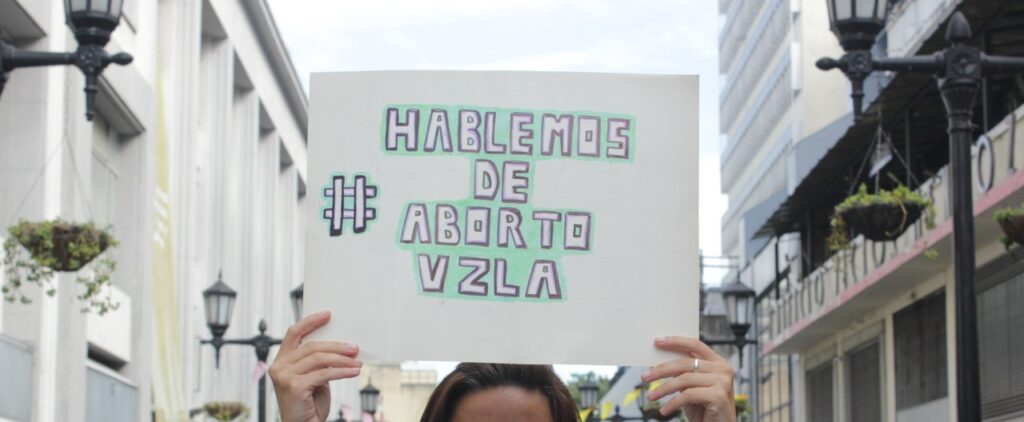 HABLEMOS
DE
# ABORTO
VZLA